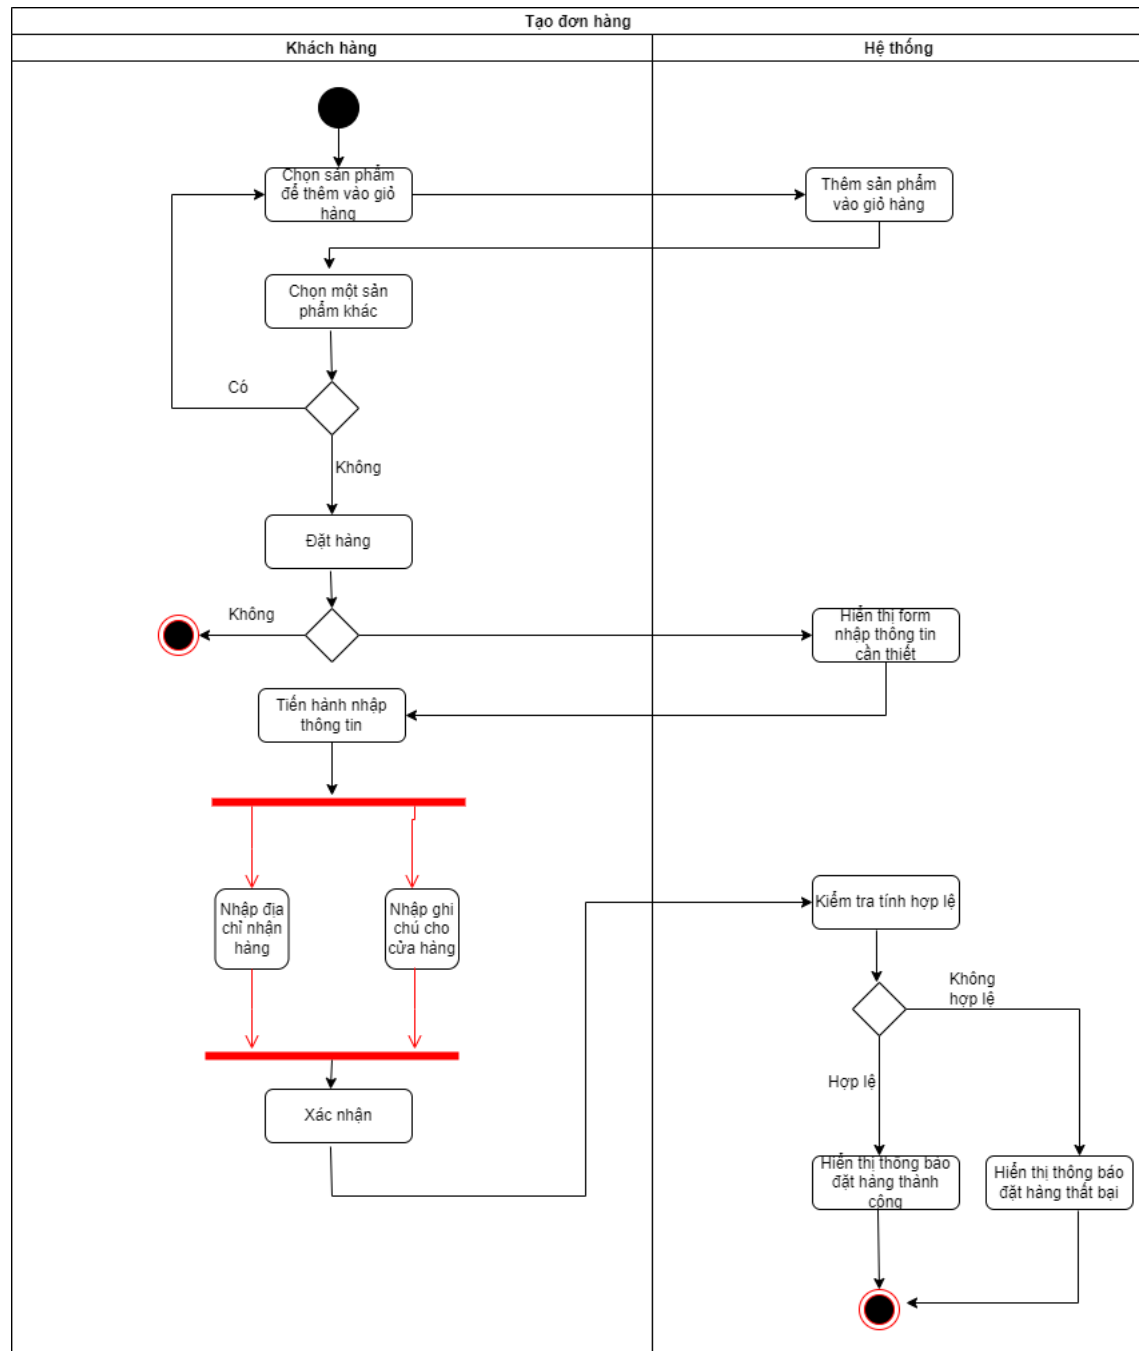 Tạo đơn hàng
Khách hàng
Hệ thống
Chọn sản phẩm
để thêm vào giỏ
hàng
Thêm sản phẩm
vào giỏ hàng
Chọn một sản
phẩm khác
Có
Không
Đặt hàng
Không
Hiển thị form
nhập thông tin
cần thiết
Tiến hành nhập
thông tin
Nhập địa
chỉ nhận
hàng
Nhập ghi
chú cho
cửa hàng
Kiểm tra tính hợp lệ
Không
hợp lệ
Hợp lệ
Xác nhận
Hiển thị thông báo
đặt hàng thành
công
Hiển thị thông báo
đặt hàng thất bại